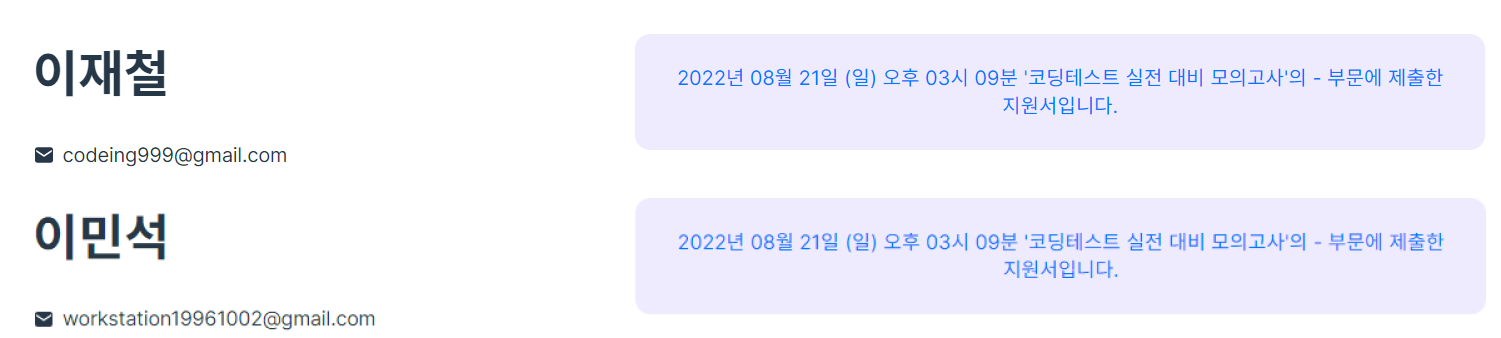 이재철
2022년 08월 21일 (일) 오후 03시 09분 '코딩테스트 실전 대비 모의고사'의 - 부문에 제출한
지원서입니다.
codeing999@gmail.com
이민석
2022년 08월 21일 (일) 오후 03시 09분 '코딩테스트 실전 대비 모의고사'의 - 부문에 제출한
지원서입니다.
workstation19961002@gmail.com